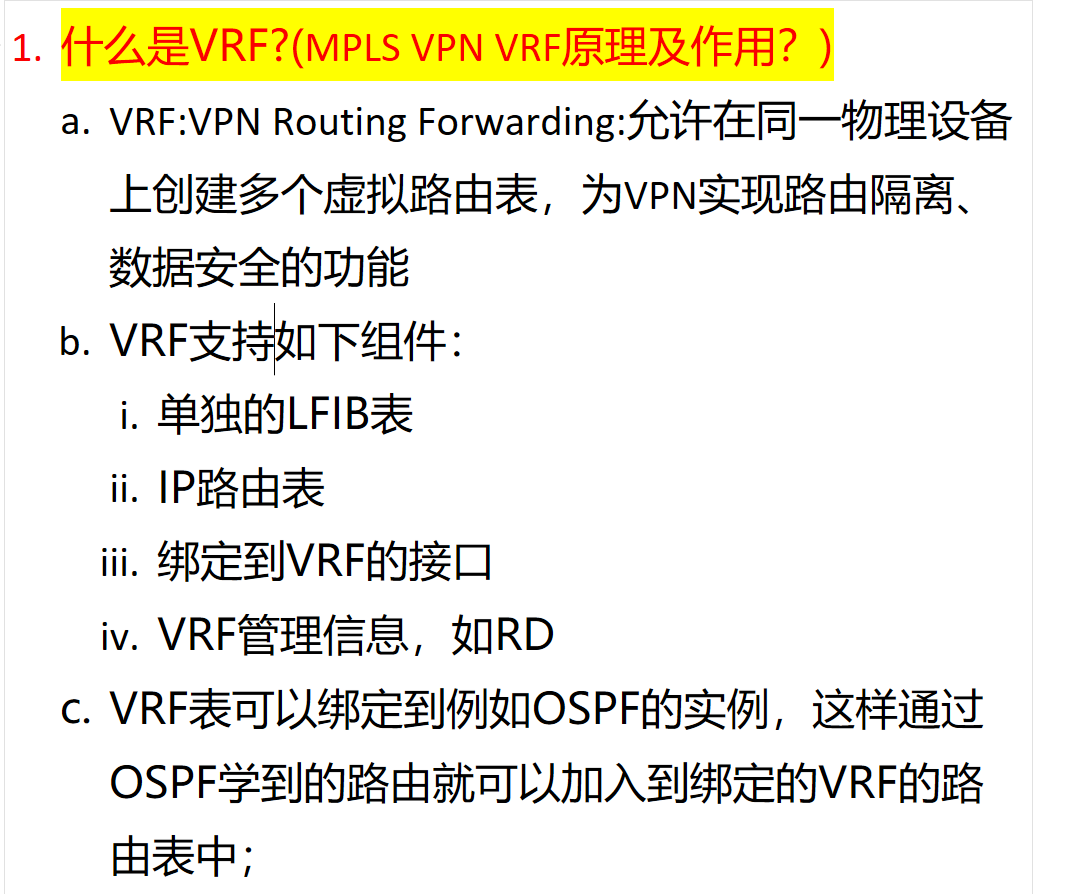 1. 什么是VRF?(MPLS VPN VRF原理及作用？)
a. VRF:VPN Routing Forwarding:允许在同一物理设备
上创建多个虚拟路由表，为VPN实现路由隔离、
数据安全的功能
b. VRF支持如下组件：
i. 单独的LFIB表
ii. IP路由表
iii. 绑定到VRF的接口
iv. VRF管理信息，如RD
c. VRF表可以绑定到例如OSPF的实例，这样通过
OSPF学到的路由就可以加入到绑定的VRF的路
由表中；